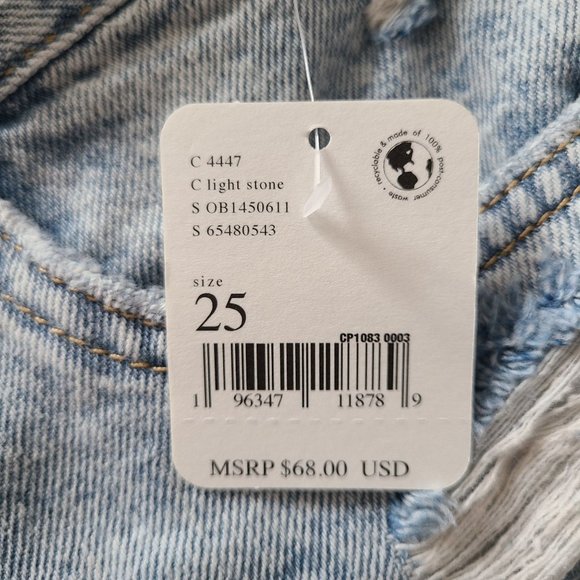 C 4447
C light stone
S OB1450611
S 65480543
recyclable & made of 100% post-consumer waste •
size
25
CP1083 0003
1 96347 11878 9
MSRP $68.00 USD